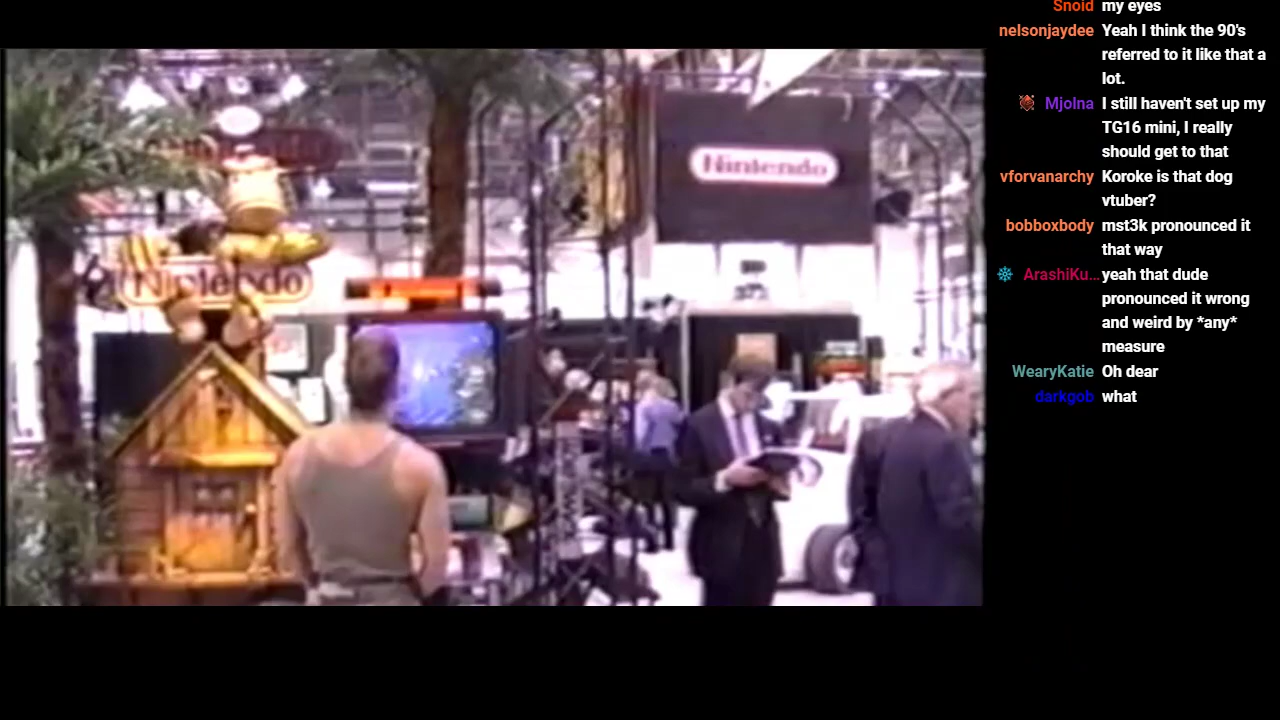 Snoid my eyes
nelsonjaydee Yeah I think the 90's
referred to it like that a
lot.
Mjolna I still haven't set up my
TG16 mini, I really
should get to that
vforvanarchy Koroke is that dog
vtuber?
bobboxbody mst3k pronounced it
that way
ArashiKu... yeah that dude
pronounced it wrong
and weird by *any*
measure
WearyKatie Oh dear
darkgob what
Nintendo
Nintendo